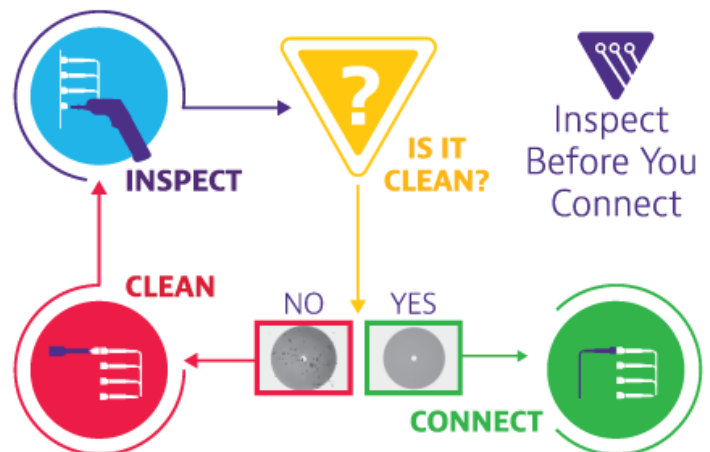 INSPECT
?
IS IT
CLEAN?
Inspect
Before You
Connect
CLEAN
NO
YES
CONNECT